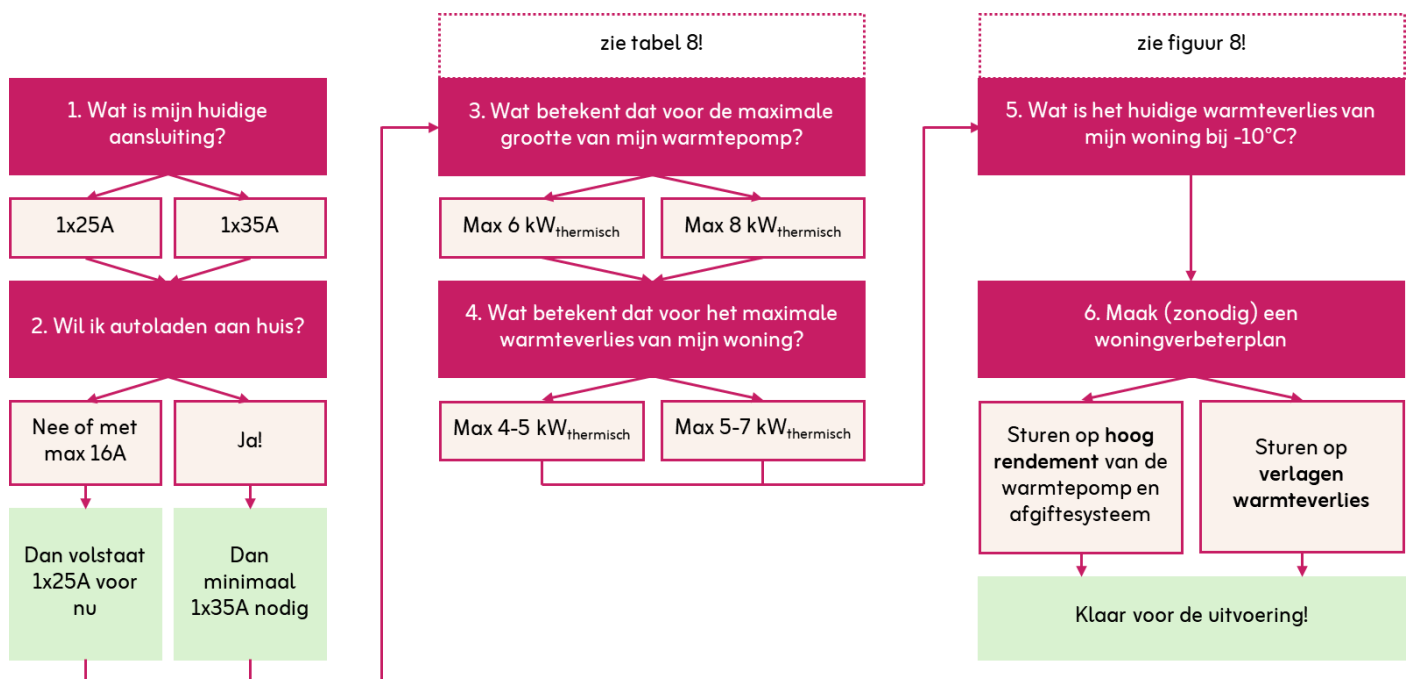 1. Wat is mijn huidige
aansluiting?
1x25A
1x35A
2. Wil ik autoladen aan huis?
Nee of met
max 16A
Ja!
Dan volstaat
1x25A voor
nu
Dan
minimaal
1x35A nodig
zie tabel 8!
3. Wat betekent dat voor de maximale
grootte van mijn warmtepomp?
Max 6 kWthermisch
Max 8 kWthermisch
4. Wat betekent dat voor het maximale
warmteverlies van mijn woning?
Max 4-5 kWthermisch
Max 5-7 kWthermisch
zie figuur 8!
5. Wat is het huidige warmteverlies van
mijn woning bij -10°C?
6. Maak (zonodig) een
woningverbeterplan
Sturen op hoog
rendement van de
warmtepomp en
afgiftesysteem
Sturen op
verlagen
warmteverlies
Klaar voor de uitvoering!